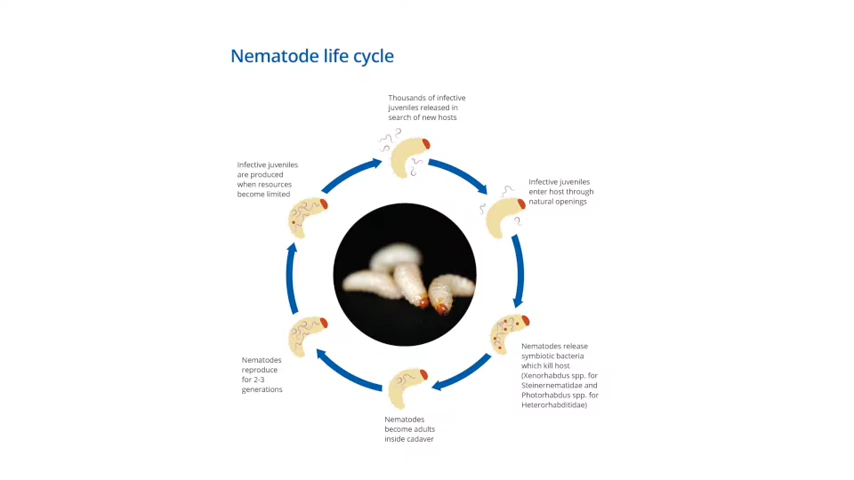 Nematode life cycle
Thousands of infective
juveniles released in
search of new hosts
Infective juveniles
enter host through
natural openings
Nematodes release
symbiotic bacteria
which kill host
(Xenorhabdus spp. for
Steinernematidae and
Photorhabdus spp. for
Heterorhabditidae)
Nematodes
become adults
inside cadaver
Nematodes
reproduce
for 2-3
generations
Infective juveniles
are produced
when resources
become limited